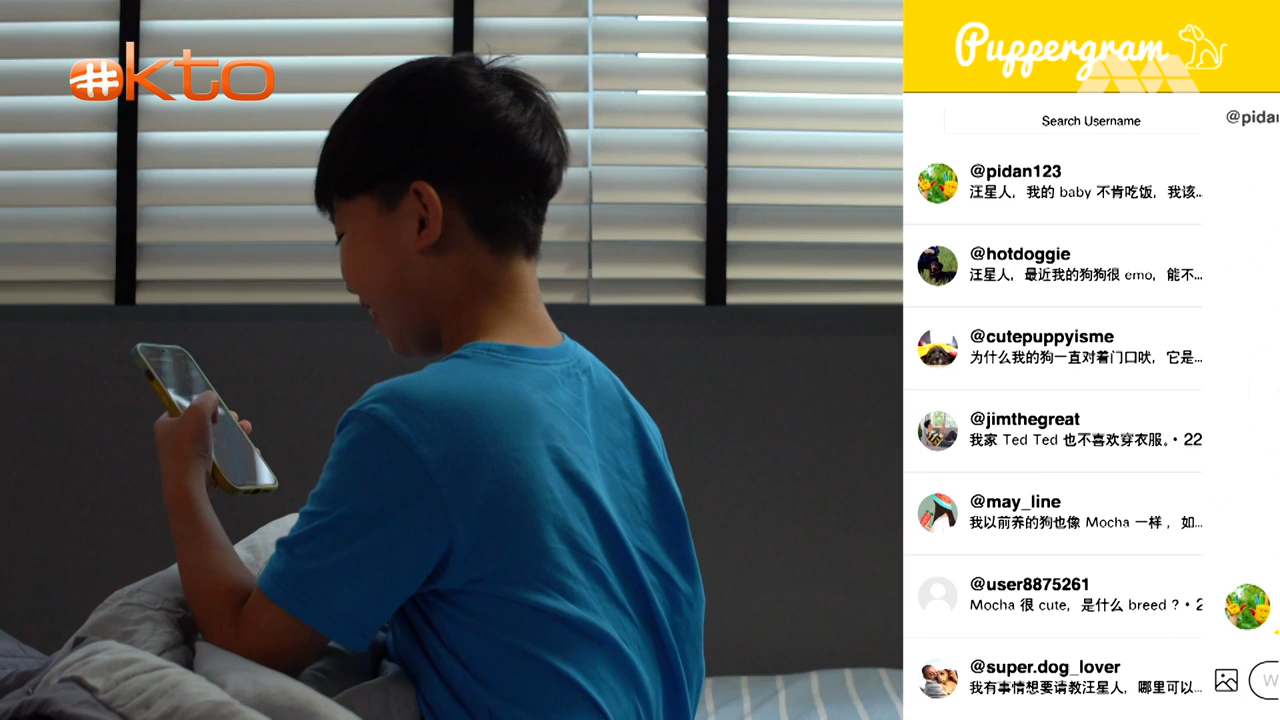 #kto
Puppergram
Search Username
@pidan123
汪星人，我的 baby 不肯吃饭，我该...
@hotdoggie
汪星人，最近我的狗狗很 emo，能不...
@cutepuppyisme
为什么我的狗一直对着门口吠，它是...
@jimthegreat
我家 Ted Ted 也不喜欢穿衣服。• 22
@may_line
我以前养的狗也像 Mocha 一样 ，如...
@user8875261
Mocha 很 cute，是什么 breed ? • 2
@super.dog_lover
我有事情想要请教汪星人，哪里可以...